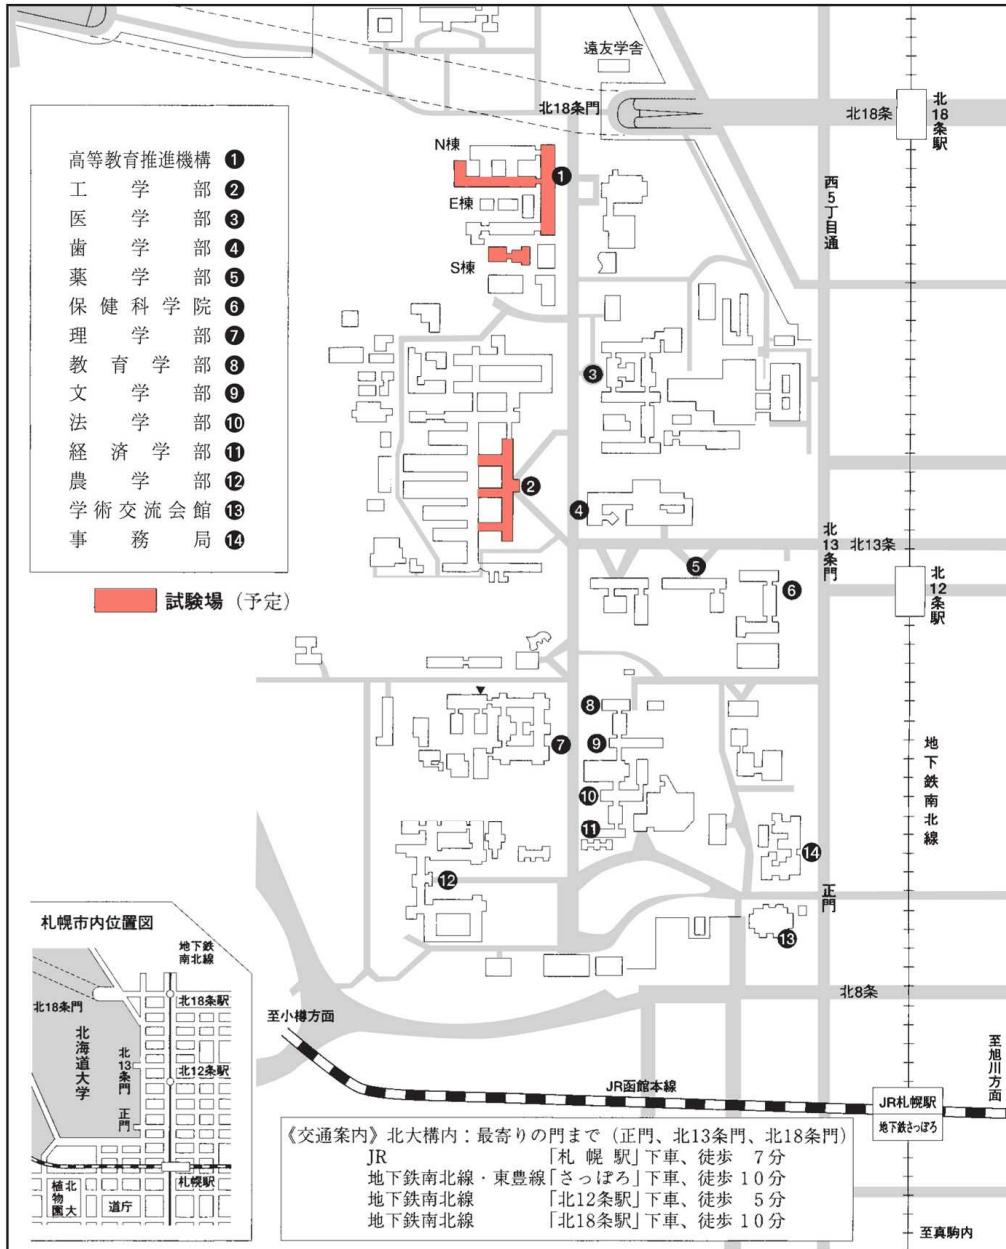 遠友学舎
北18条門
北18条
北18条駅
N棟
❶
E棟
S棟
西5丁目通
高等教育推進機構 ❶
工学部 ❷
医学部 ❸
歯学部 ❹
薬学部 ❺
保健科学院 ❻
理学部 ❼
教育学部 ❽
文学部 ❾
法学部 ❿
経済学部 ⓫
農学部 ⓬
学術交流会館 ⓭
事務局 ⓮
試験場（予定）
❸
❷
❹
北13条門
北13条
❺
❻
北12条駅
❽
❼
❾
❿
⓫
地下鉄南北線
⓮
⓬
正門
⓭
北8条
札幌市内位置図
地下鉄
南北線
北18条門
北18条駅
北海道大学
北13条門
北12条駅
正門
札幌駅
北大
植物園
道庁
至小樽方面
JR函館本線
至旭川方面
JR札幌駅
地下鉄さっぽろ
《交通案内》北大構内：最寄りの門まで（正門、北13条門、北18条門）
JR 「札幌駅」下車、徒歩 7分
地下鉄南北線・東豊線「さっぽろ」下車、徒歩 10分
地下鉄南北線 「北12条駅」下車、徒歩 5分
地下鉄南北線 「北18条駅」下車、徒歩 10分
至真駒内